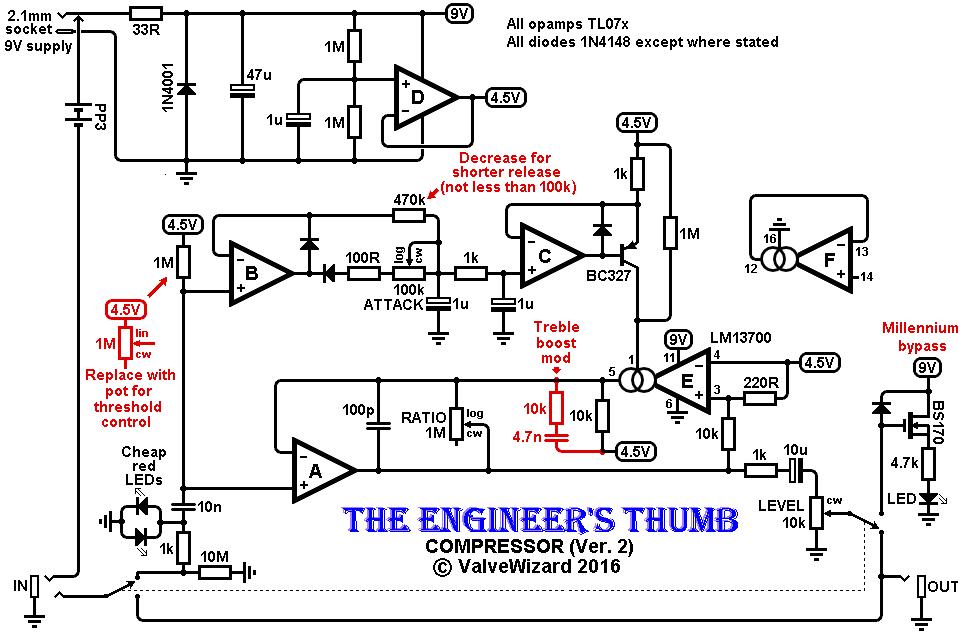 2.1mm
socket
9V supply
33R
9V
All opamps TL07x
All diodes 1N4148 except where stated
1N4001
47u
1M
1u
1M
+
−
D
4.5V
PP3
Decrease for
shorter release
(not less than 100k)
470k
4.5V
1k
1M
4.5V
1M
−
+
B
100R
log
cw
100k
ATTACK
1u
1k
1u
−
+
C
BC327
16
12
F
−
+
13
14
4.5V
1M
lin
cw
Replace with
pot for
threshold
control
Treble
boost
mod
9V
LM13700
Millennium
bypass
9V
5
1
11
6
E
−
+
4
3
4.5V
220R
100p
RATIO
1M
log
cw
10k
4.7n
10k
4.5V
10k
BS170
4.7k
LED
Cheap
red
LEDs
10n
−
+
A
1k
10u
LEVEL
10k
cw
THE ENGINEER'S THUMB
COMPRESSOR (Ver. 2)
© ValveWizard 2016
1k
10M
IN
OUT